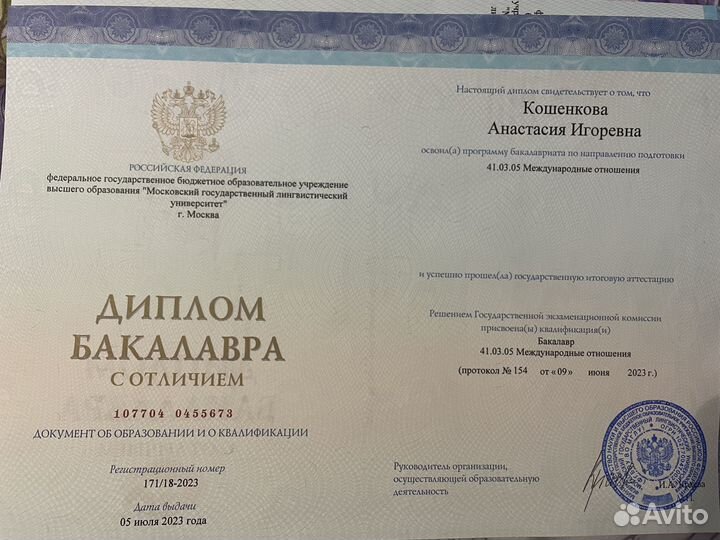 РОССИЙСКАЯ ФЕДЕРАЦИЯ
федеральное государственное бюджетное образовательное учреждение
высшего образования "Московский государственный лингвистический
университет"
г. Москва
ДИПЛОМ
БАКАЛАВРА
С ОТЛИЧИЕМ
107704 0455673
ДОКУМЕНТ ОБ ОБРАЗОВАНИИ И О КВАЛИФИКАЦИИ
Регистрационный номер
171/18-2023
Дата выдачи
05 июля 2023 года
Настоящий диплом свидетельствует о том, что
Кошенкова
Анастасия Игоревна
освоил(а) программу бакалавриата по направлению подготовки
41.03.05 Международные отношения
и успешно прошел(ла) государственную итоговую аттестацию
Решением Государственной экзаменационной комиссии
присвоена(ы) квалификация(и)
Бакалавр
41.03.05 Международные отношения
(протокол № 154 от «09» июня 2023 г.)
Руководитель организации,
осуществляющей образовательную
деятельность
И.А. Краева
Avito